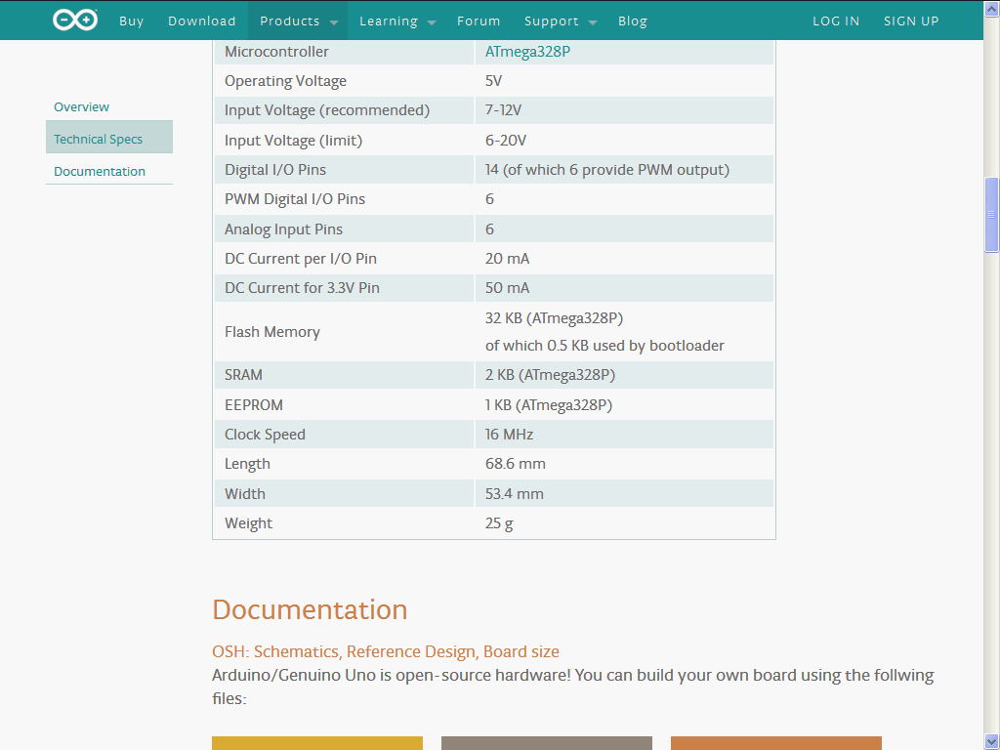 Buy Download Products Learning Forum Support Blog LOG IN SIGN UP
Overview
Technical Specs
Documentation
Microcontroller ATmega328P
Operating Voltage 5V
Input Voltage (recommended) 7-12V
Input Voltage (limit) 6-20V
Digital I/O Pins 14 (of which 6 provide PWM output)
PWM Digital I/O Pins 6
Analog Input Pins 6
DC Current per I/O Pin 20 mA
DC Current for 3.3V Pin 50 mA
Flash Memory 32 KB (ATmega328P)
of which 0.5 KB used by bootloader
SRAM 2 KB (ATmega328P)
EEPROM 1 KB (ATmega328P)
Clock Speed 16 MHz
Length 68.6 mm
Width 53.4 mm
Weight 25 g
Documentation
OSH: Schematics, Reference Design, Board size
Arduino/Genuino Uno is open-source hardware! You can build your own board using the follwing
files: